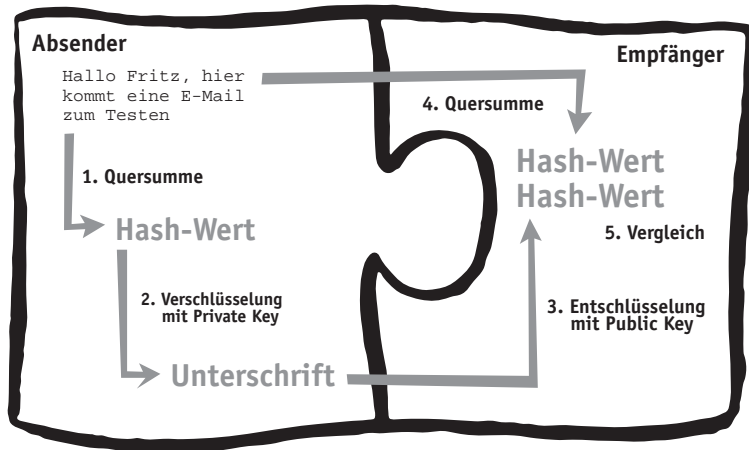 Absender
Hallo Fritz, hier
kommt eine E-Mail
zum Testen
1. Quersumme
Hash-Wert
2. Verschlüsselung
mit Private Key
Unterschrift
Empfänger
4. Quersumme
Hash-Wert
Hash-Wert
5. Vergleich
3. Entschlüsselung
mit Public Key